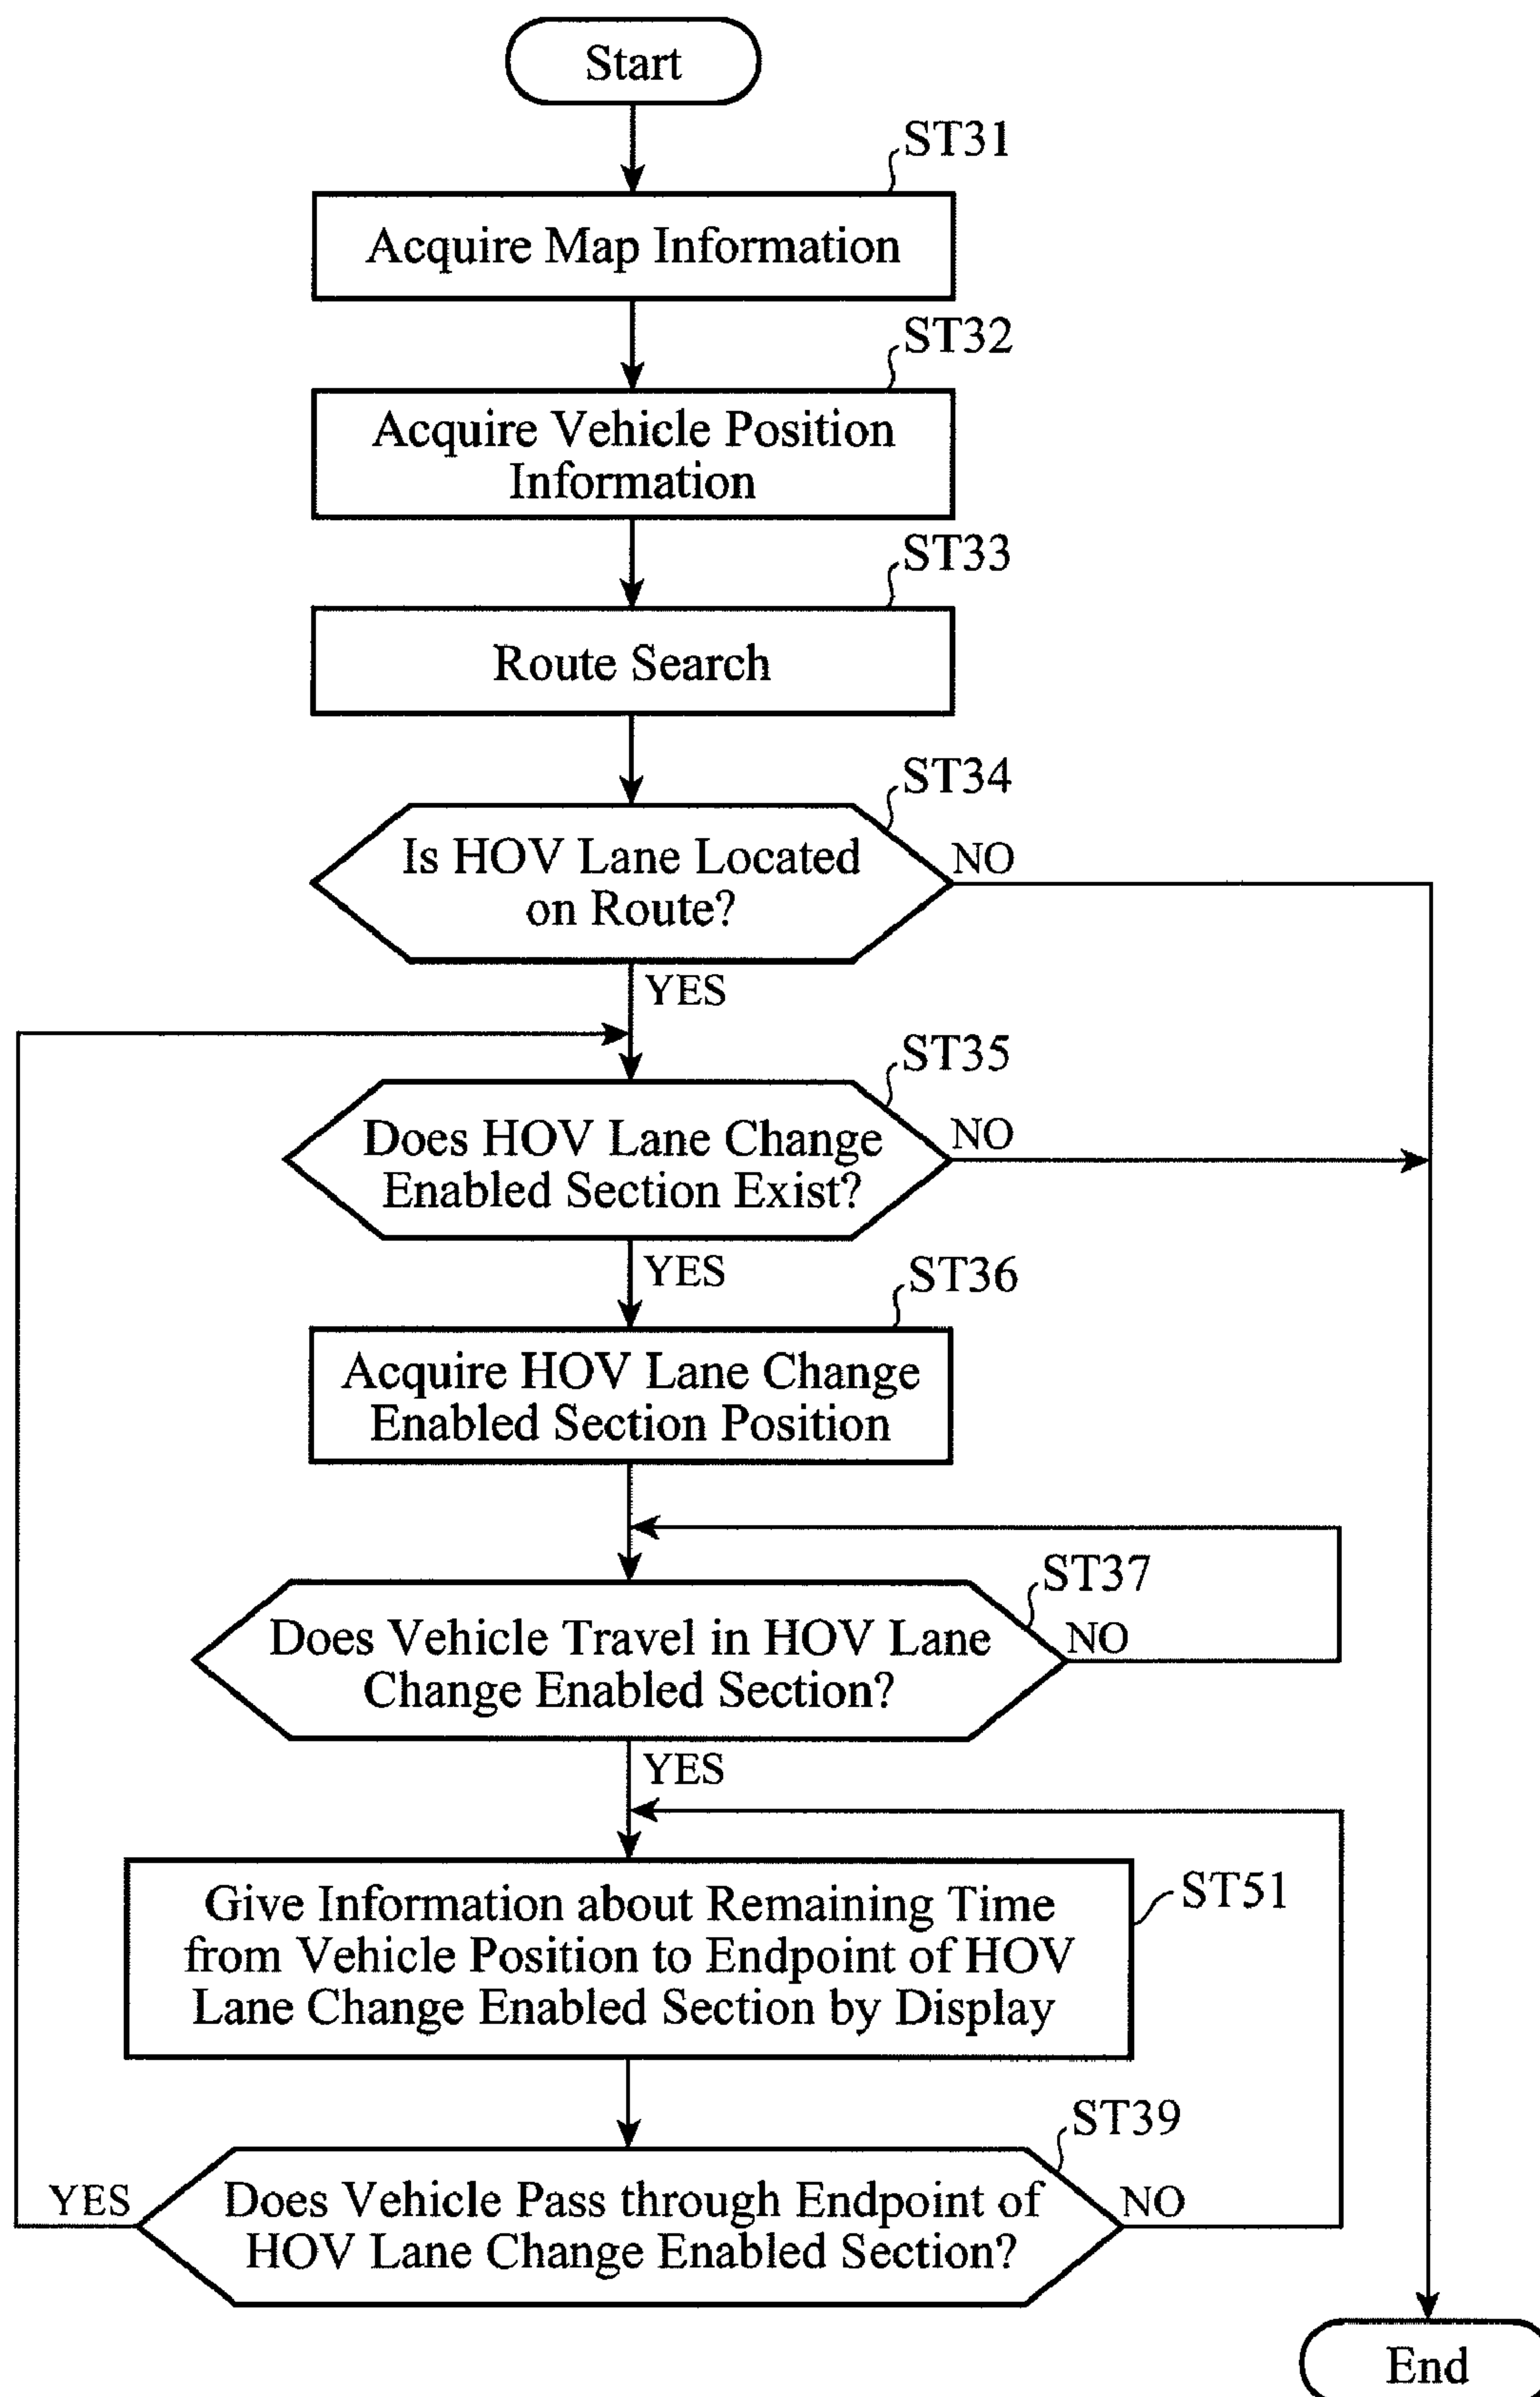 Start
ST31
Acquire Map Information
ST32
Acquire Vehicle Position
Information
ST33
Route Search
ST34
Is HOV Lane Located
on Route?
NO
YES
ST35
Does HOV Lane Change
Enabled Section Exist?
NO
YES
ST36
Acquire HOV Lane Change
Enabled Section Position
ST37
Does Vehicle Travel in HOV Lane
Change Enabled Section?
NO
YES
ST51
Give Information about Remaining Time
from Vehicle Position to Endpoint of HOV
Lane Change Enabled Section by Display
ST39
YES
Does Vehicle Pass through Endpoint of
HOV Lane Change Enabled Section?
NO
End